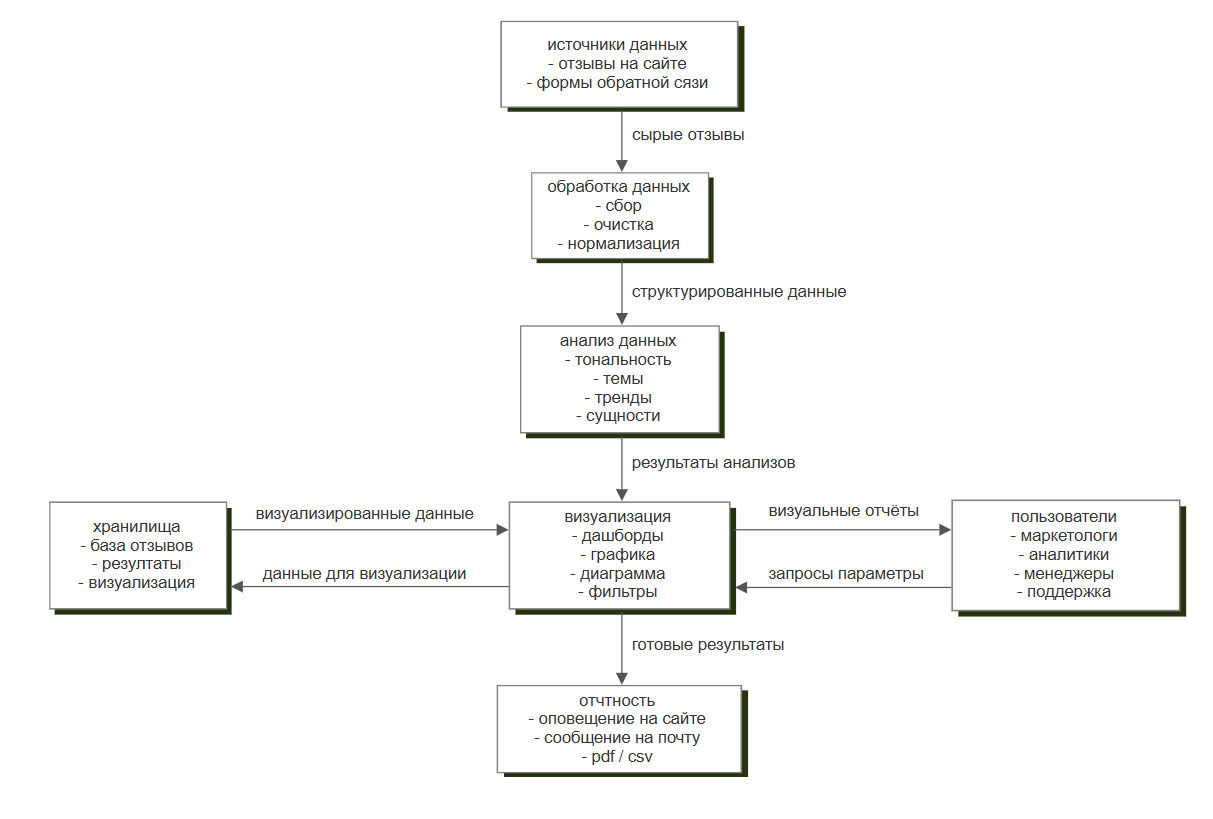 источники данных
- отзывы на сайте
- формы обратной сязи
сырые отзывы
обработка данных
- сбор
- очистка
- нормализация
структурированные данные
анализ данных
- тональность
- темы
- тренды
- сущности
результаты анализов
хранилища
- база отзывов
- резултаты
- визуализация
визуализированные данные
данные для визуализации
визуализация
- дашборды
- графика
- диаграмма
- фильтры
визуальные отчёты
запросы параметры
пользователи
- маркетологи
- аналитики
- менеджеры
- поддержка
готовые результаты
отчтность
- оповещение на сайте
- сообщение на почту
- pdf / csv